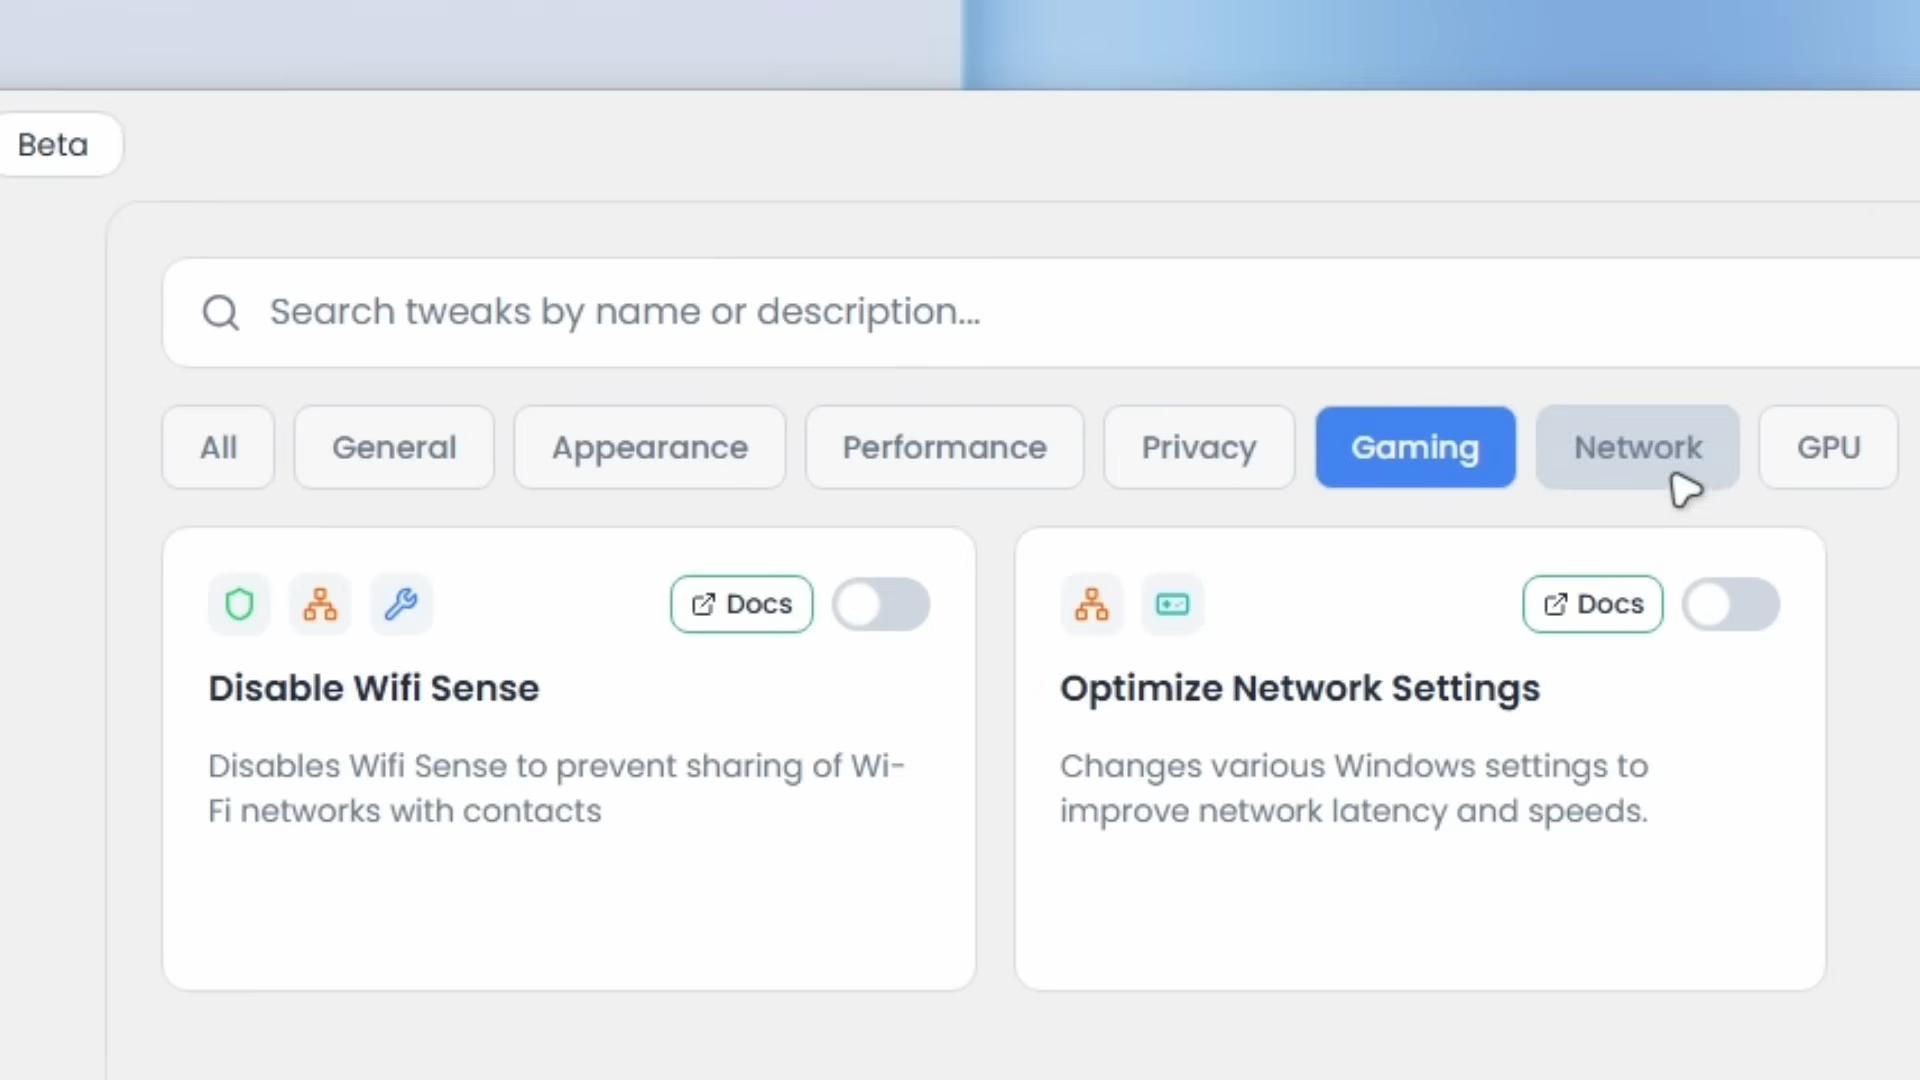 Beta
Search tweaks by name or description...
All General Appearance Performance Privacy Gaming Network GPU
Docs
Disable Wifi Sense
Disables Wifi Sense to prevent sharing of Wi-
Fi networks with contacts
Docs
Optimize Network Settings
Changes various Windows settings to
improve network latency and speeds.